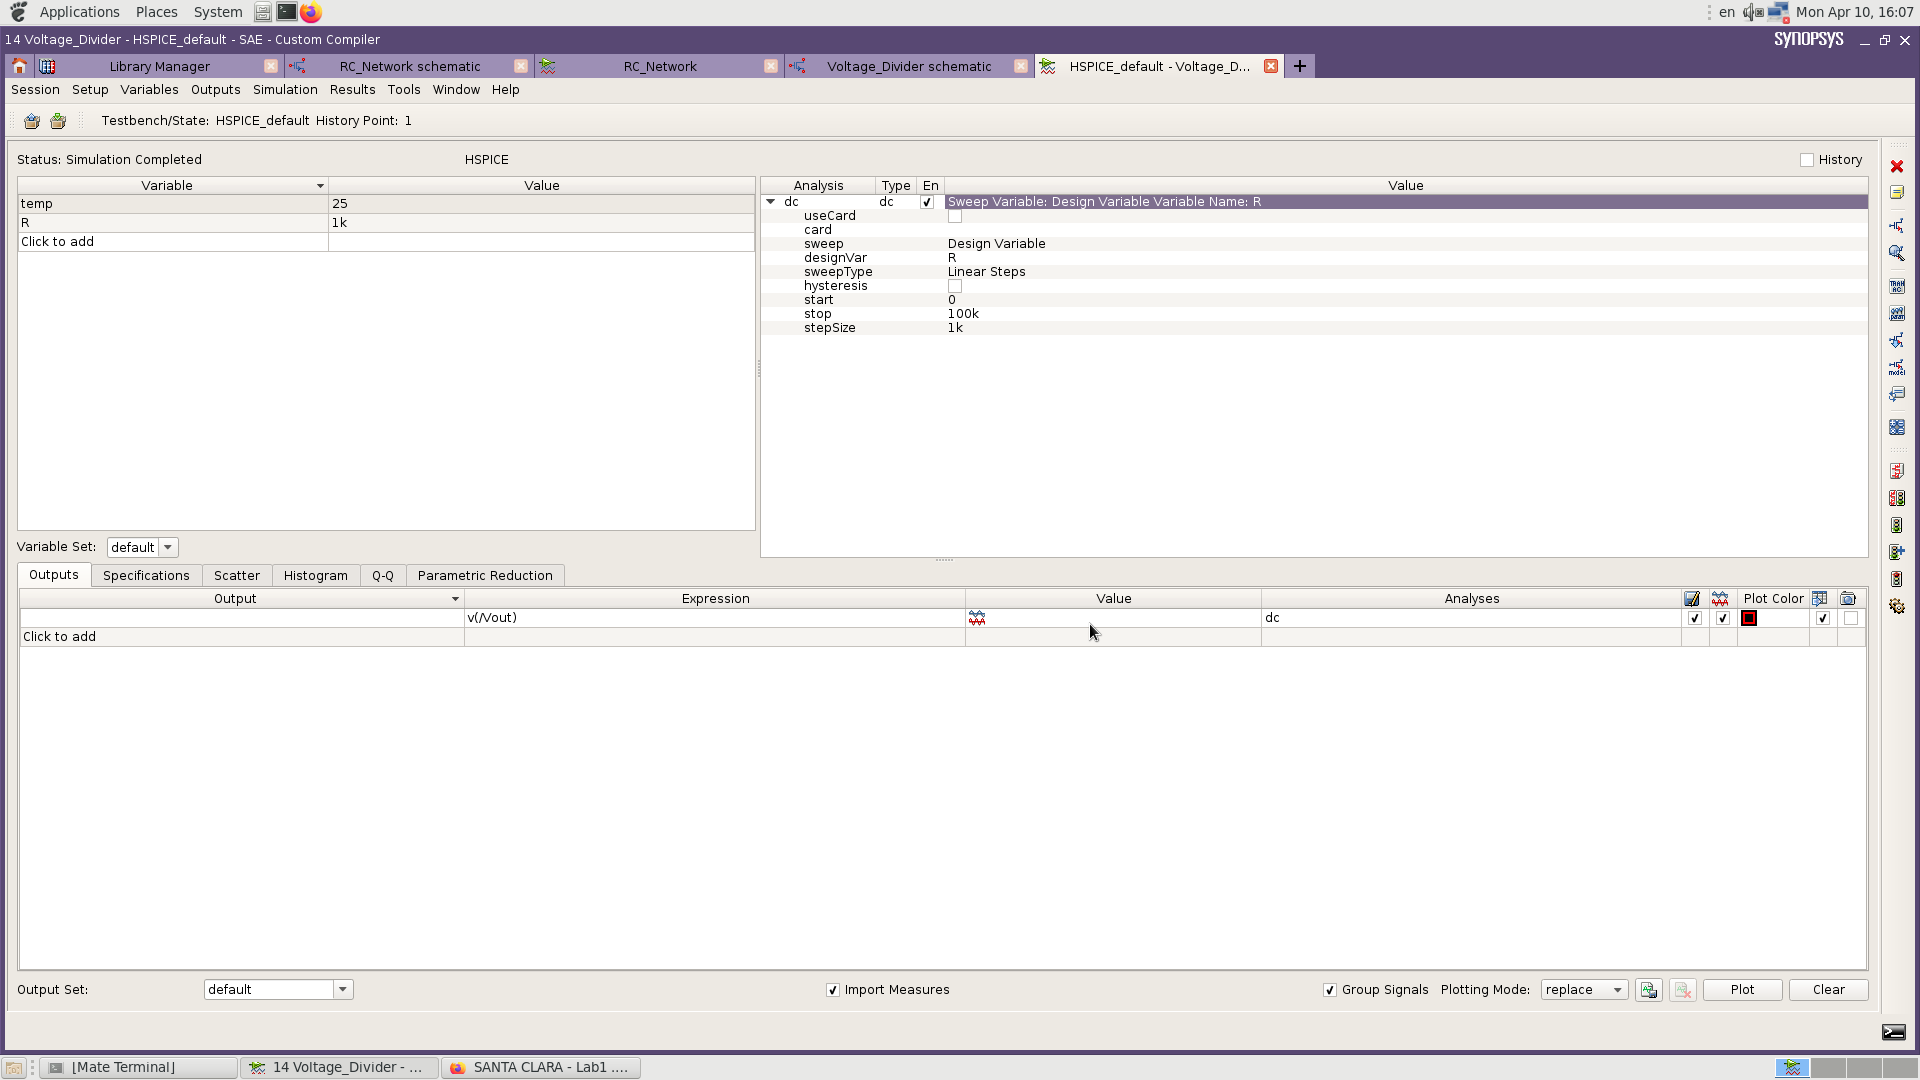 Applications Places System en Mon Apr 10, 16:07
14 Voltage_Divider - HSPICE_default - SAE - Custom Compiler SYNOPSYS
Library Manager RC_Network schematic RC_Network Voltage_Divider schematic HSPICE_default - Voltage_D...
Session Setup Variables Outputs Simulation Results Tools Window Help
Testbench/State: HSPICE_default History Point: 1
Status: Simulation Completed HSPICE History
Variable Value Analysis Type En Value
temp 25 dc dc Sweep Variable: Design Variable Variable Name: R
R 1k useCard
Click to add card
sweep Design Variable
designVar R
sweepType Linear Steps
hysteresis
start 0
stop 100k
stepSize 1k
Variable Set: default
Outputs Specifications Scatter Histogram Q-Q Parametric Reduction
Output Expression Value Analyses Plot Color
v(/Vout) dc
Click to add
Output Set: default Import Measures Group Signals Plotting Mode: replace Plot Clear
[Mate Terminal] 14 Voltage_Divider - ... SANTA CLARA - Lab1 ....